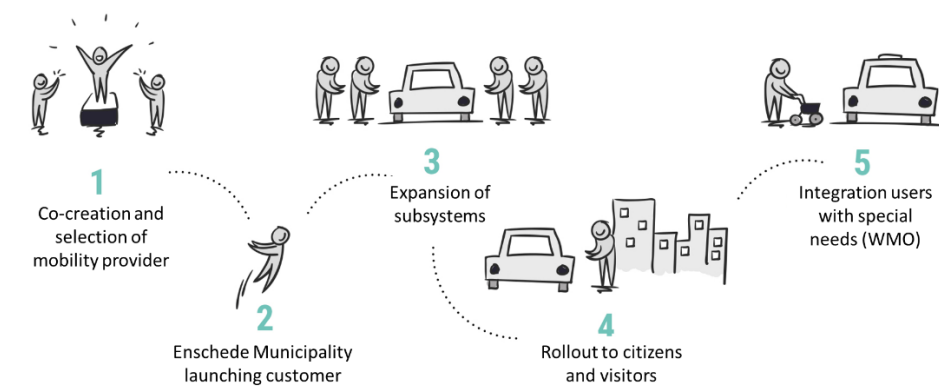 1
Co-creation and
selection of
mobility provider
2
Enschede Municipality
launching customer
3
Expansion of
subsystems
4
Rollout to citizens
and visitors
5
Integration users
with special
needs (WMO)